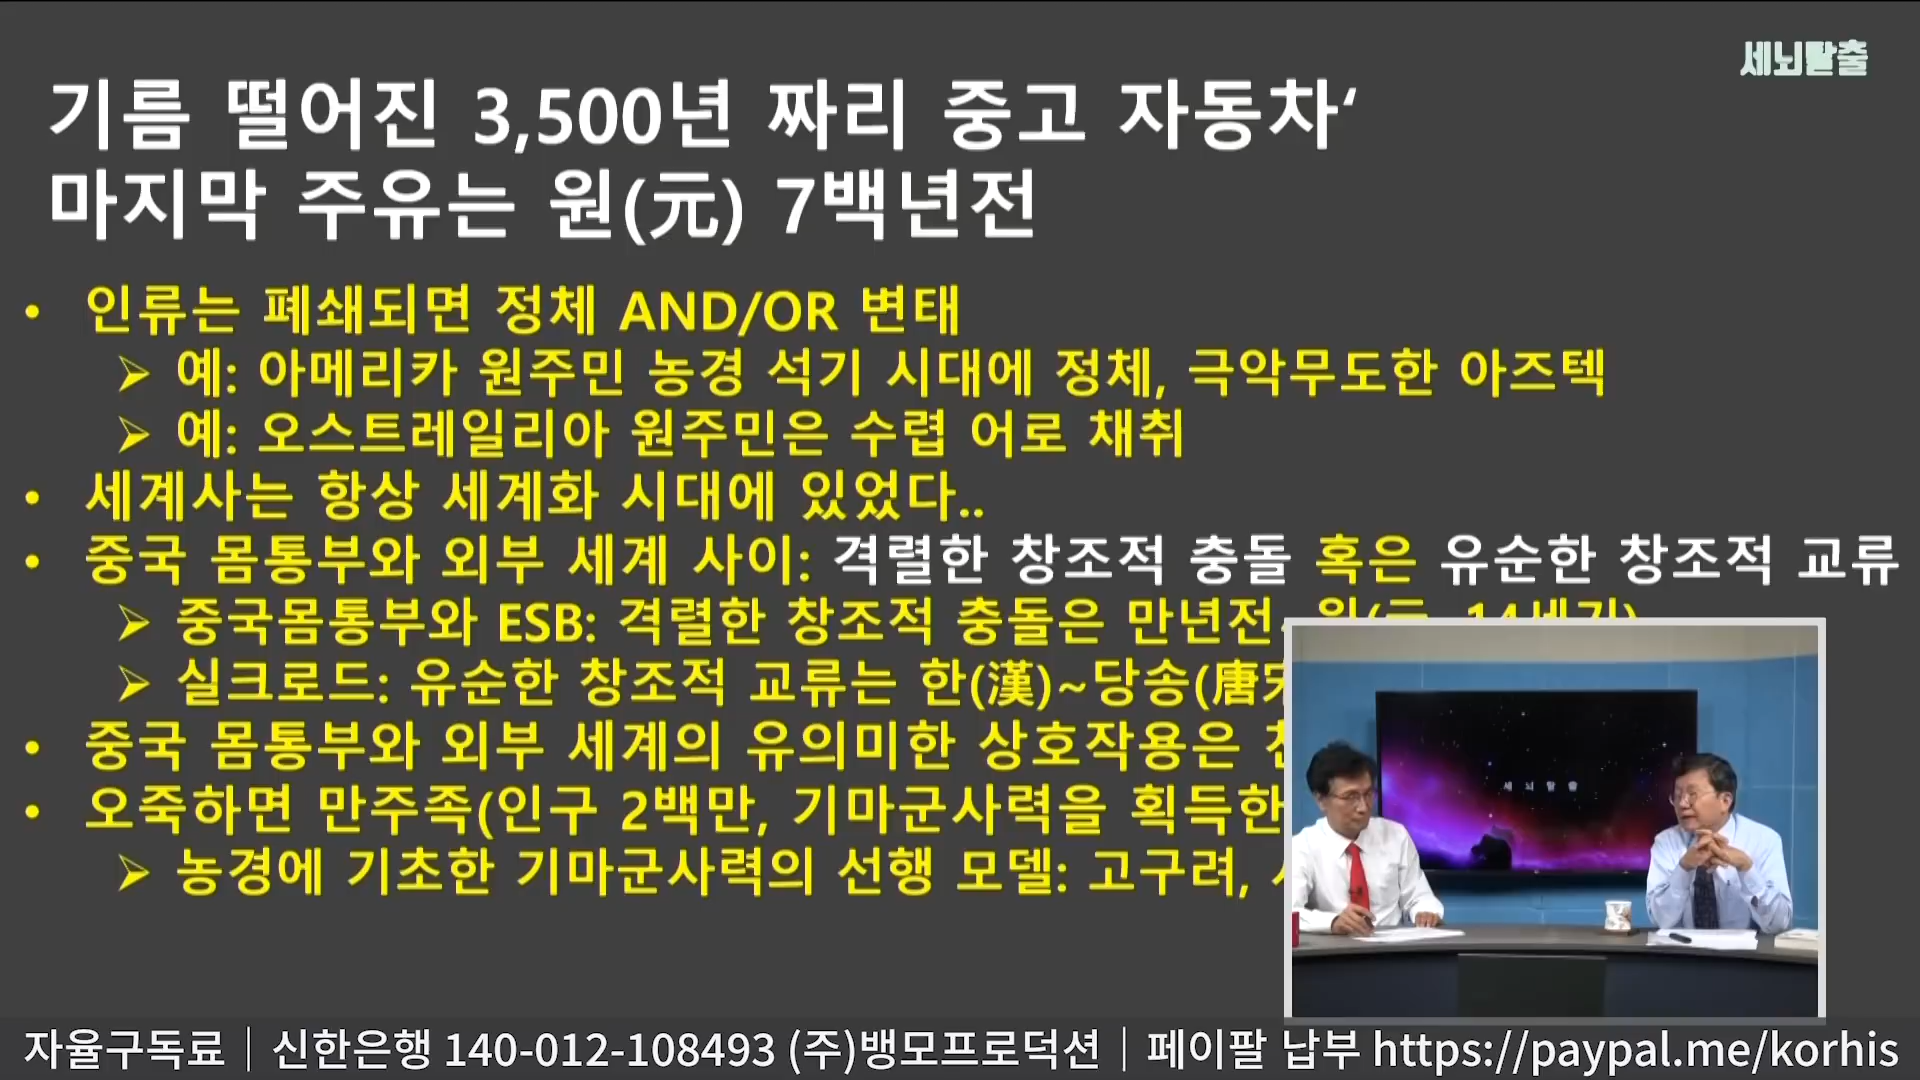 세뇌탈출
기름 떨어진 3,500년 짜리 중고 자동차‘
마지막 주유는 원(元) 7백년전
• 인류는 폐쇄되면 정체 AND/OR 변태
➢ 예: 아메리카 원주민 농경 석기 시대에 정체, 극악무도한 아즈텍
➢ 예: 오스트레일리아 원주민은 수렵 어로 채취
• 세계사는 항상 세계화 시대에 있었다..
• 중국 몸통부와 외부 세계 사이: 격렬한 창조적 충돌 혹은 유순한 창조적 교류
➢ 중국몸통부와 ESB: 격렬한 창조적 충돌은 만년전~원(元, 14세기)
➢ 실크로드: 유순한 창조적 교류는 한(漢)~당송(唐宋
• 중국 몸통부와 외부 세계의 유의미한 상호작용은
• 오죽하면 만주족(인구 2백만, 기마군사력을 획득한
➢ 농경에 기초한 기마군사력의 선행 모델: 고구려,
세 뇌 탈 출
자율구독료｜신한은행 140-012-108493 (주)뱅모프로덕션｜페이팔 납부 https://paypal.me/korhis